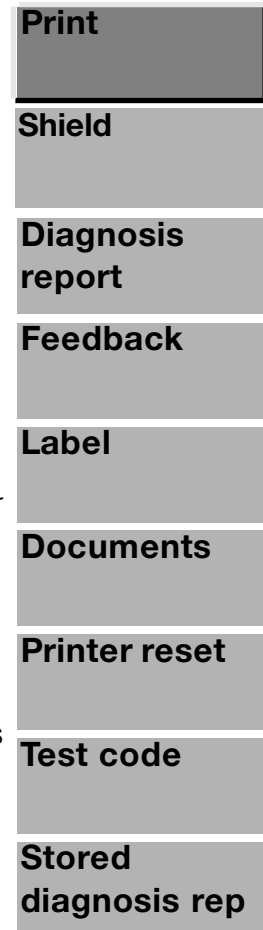 Print
Shield
Diagnosis
report
Feedback
Label
Documents
Printer reset
s
Test code
Stored
diagnosis rep